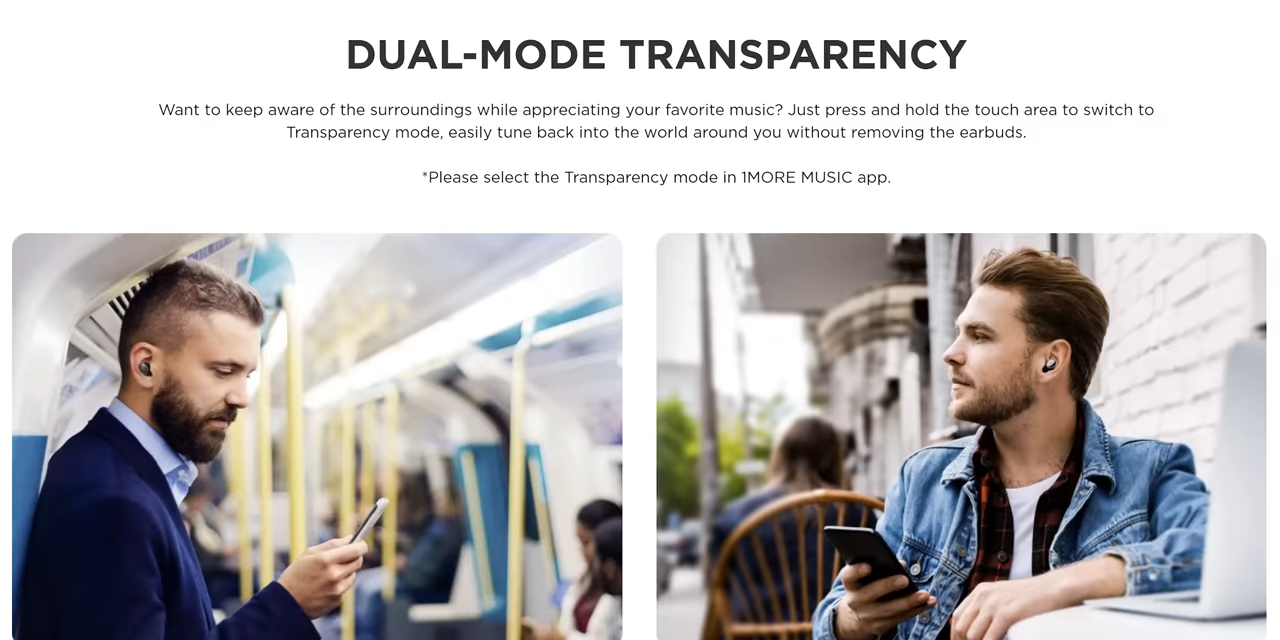 DUAL-MODE TRANSPARENCY
Want to keep aware of the surroundings while appreciating your favorite music? Just press and hold the touch area to switch to
Transparency mode, easily tune back into the world around you without removing the earbuds.
*Please select the Transparency mode in 1MORE MUSIC app.